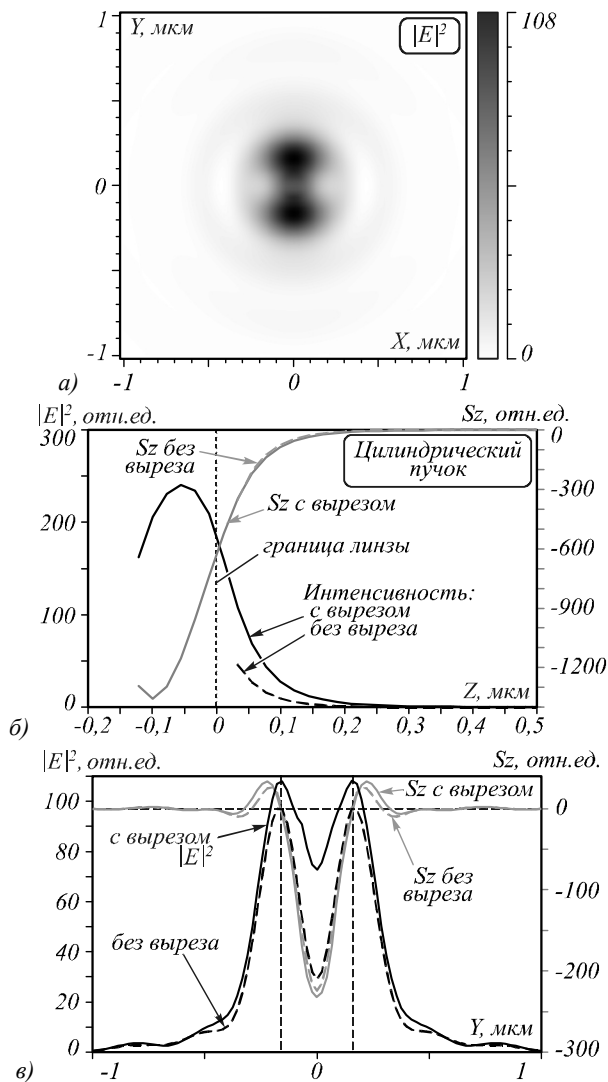 1
Y, мкм
|E|²
108
0
-1
X, мкм
0
-1
0
1
а)
|E|², отн.ед.
Sz, отн.ед.
300
Sz без
выреза
Цилиндрический
пучок
0
-300
Sz с вырезом
200
граница линзы
-600
Интенсивность:
с вырезом
без выреза
-900
100
-1200
0
Z, мкм
-0,2
-0,1
0
0,1
0,2
0,3
0,4
0,5
б)
|E|², отн.ед.
Sz, отн.ед.
100
Sz с вырезом
0
с вырезом
|E|²
80
Sz без
выреза
-100
60
без выреза
40
-200
20
Y, мкм
0
-300
-1
0
1
в)